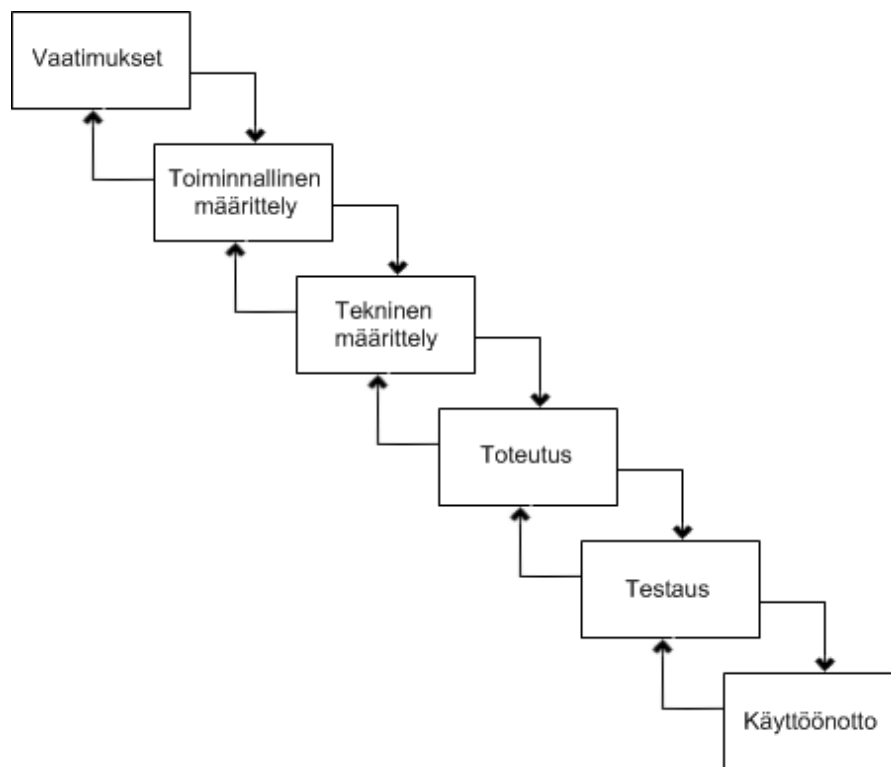 Vaatimukset
Toiminnallinen
määrittely
Tekninen
määrittely
Toteutus
Testaus
Käyttöönotto